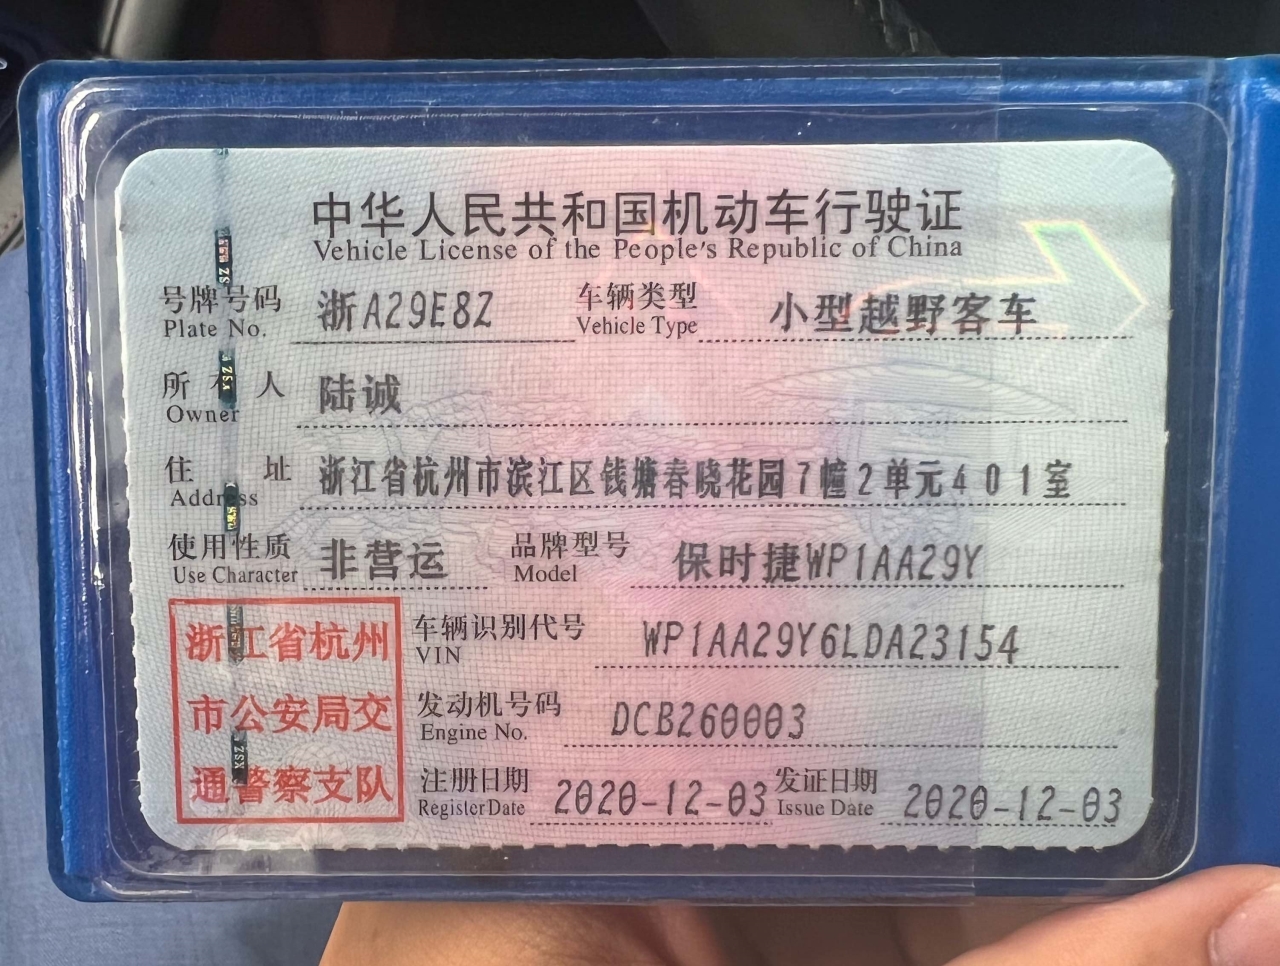 中华人民共和国机动车行驶证
Vehicle License of the People's Republic of China
号牌号码 浙A29E8Z 车辆类型 小型越野客车
Plate No. Vehicle Type
所有人 陆诚
Owner
住址 浙江省杭州市滨江区钱塘春晓花园7幢2单元401室
Address
使用性质 非营运 品牌型号 保时捷WP1AA29Y
Use Character Model
浙江省杭州
市公安局交
通警察支队
车辆识别代号 WP1AA29Y6LDA23154
VIN
发动机号码 DCB260003
Engine No.
注册日期 2020-12-03 发证日期 2020-12-03
Register Date Issue Date